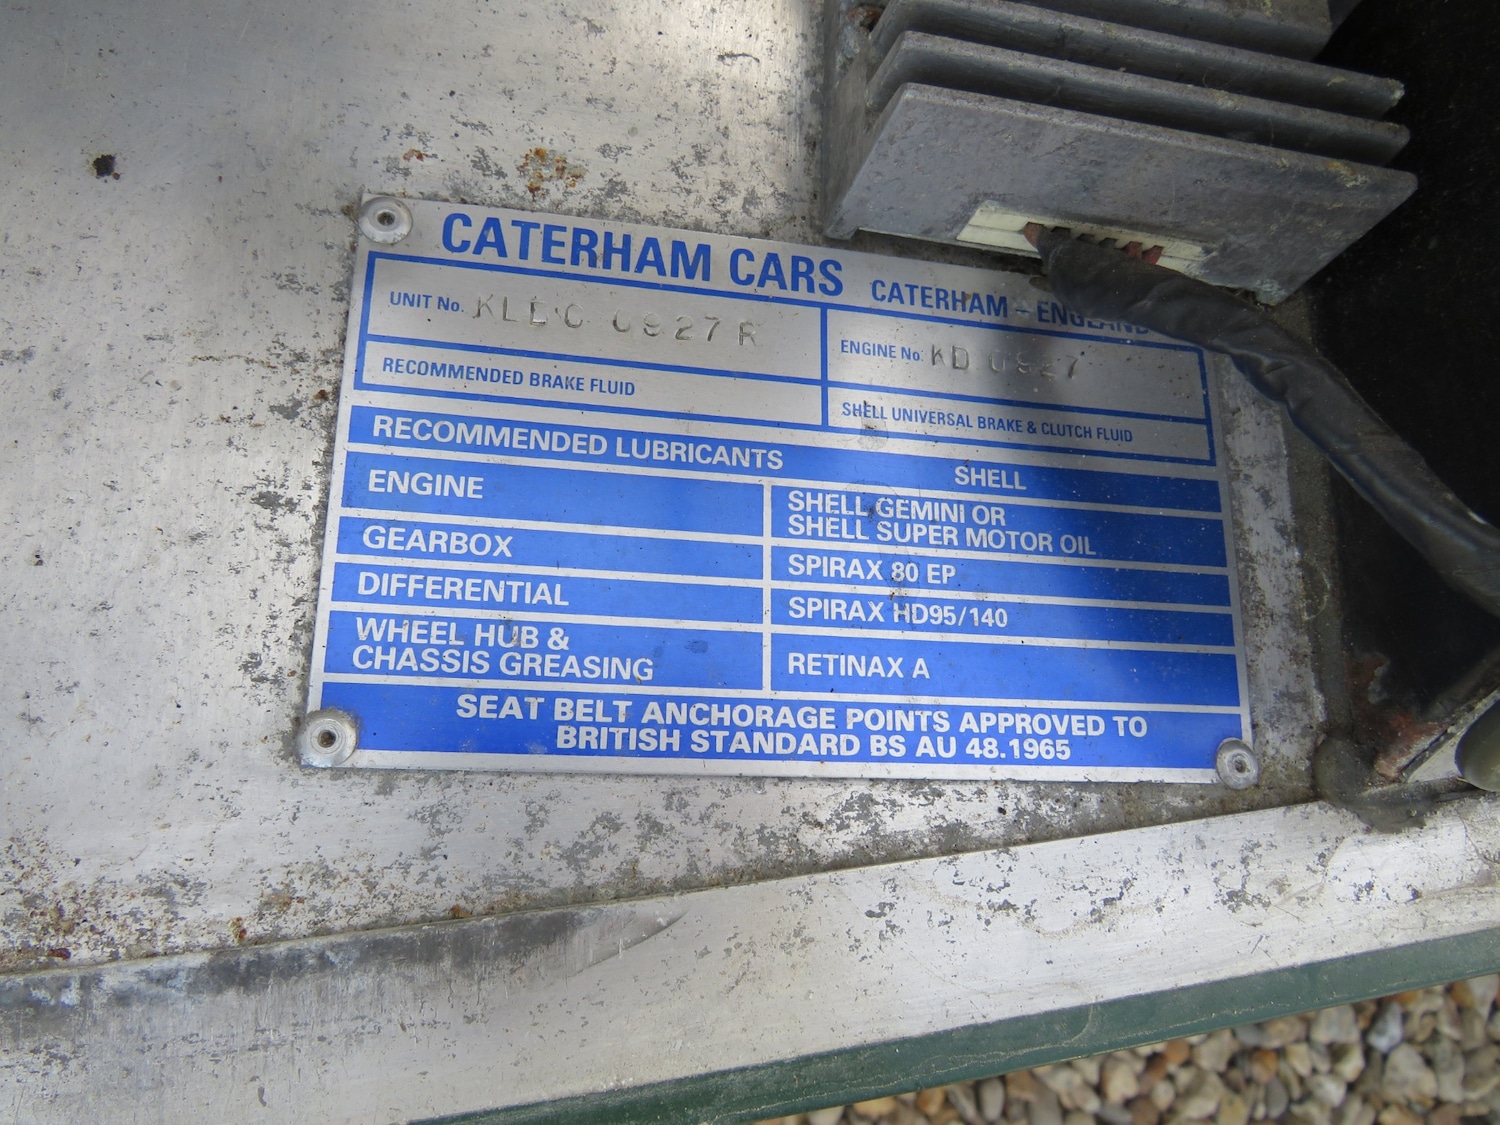 CATERHAM CARS CATERHAM - ENGLAND
UNIT No. 0927R
ENGINE No. KD 0927
RECOMMENDED BRAKE FLUID
SHELL UNIVERSAL BRAKE & CLUTCH FLUID
RECOMMENDED LUBRICANTS
SHELL
ENGINE
SHELL GEMINI OR
SHELL SUPER MOTOR OIL
GEARBOX
SPIRAX 80 EP
DIFFERENTIAL
SPIRAX HD95/140
WHEEL HUB &
CHASSIS GREASING
RETINAX A
SEAT BELT ANCHORAGE POINTS APPROVED TO
BRITISH STANDARD BS AU 48.1965